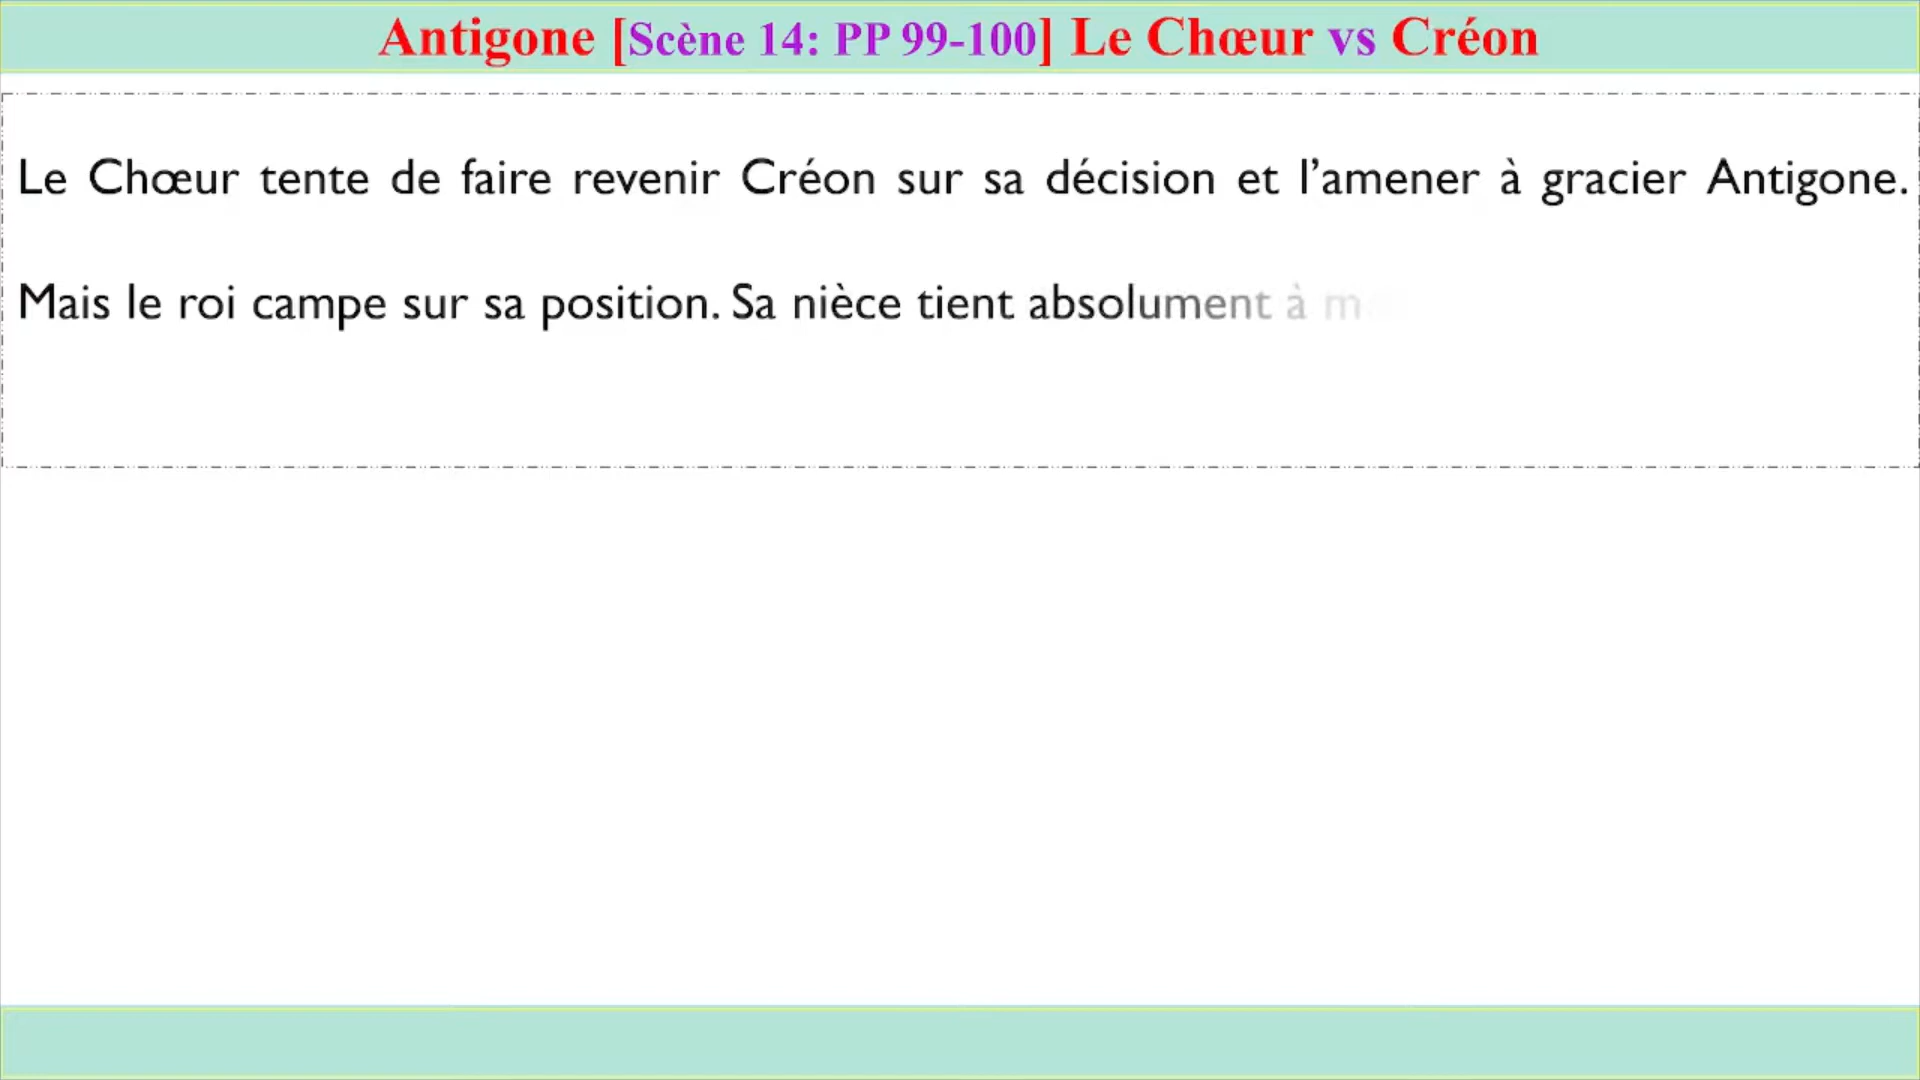 Antigone [Scène 14: PP 99-100] Le Chœur vs Créon
Le Chœur tente de faire revenir Créon sur sa décision et l’amener à gracier Antigone.
Mais le roi campe sur sa position. Sa nièce tient absolument à